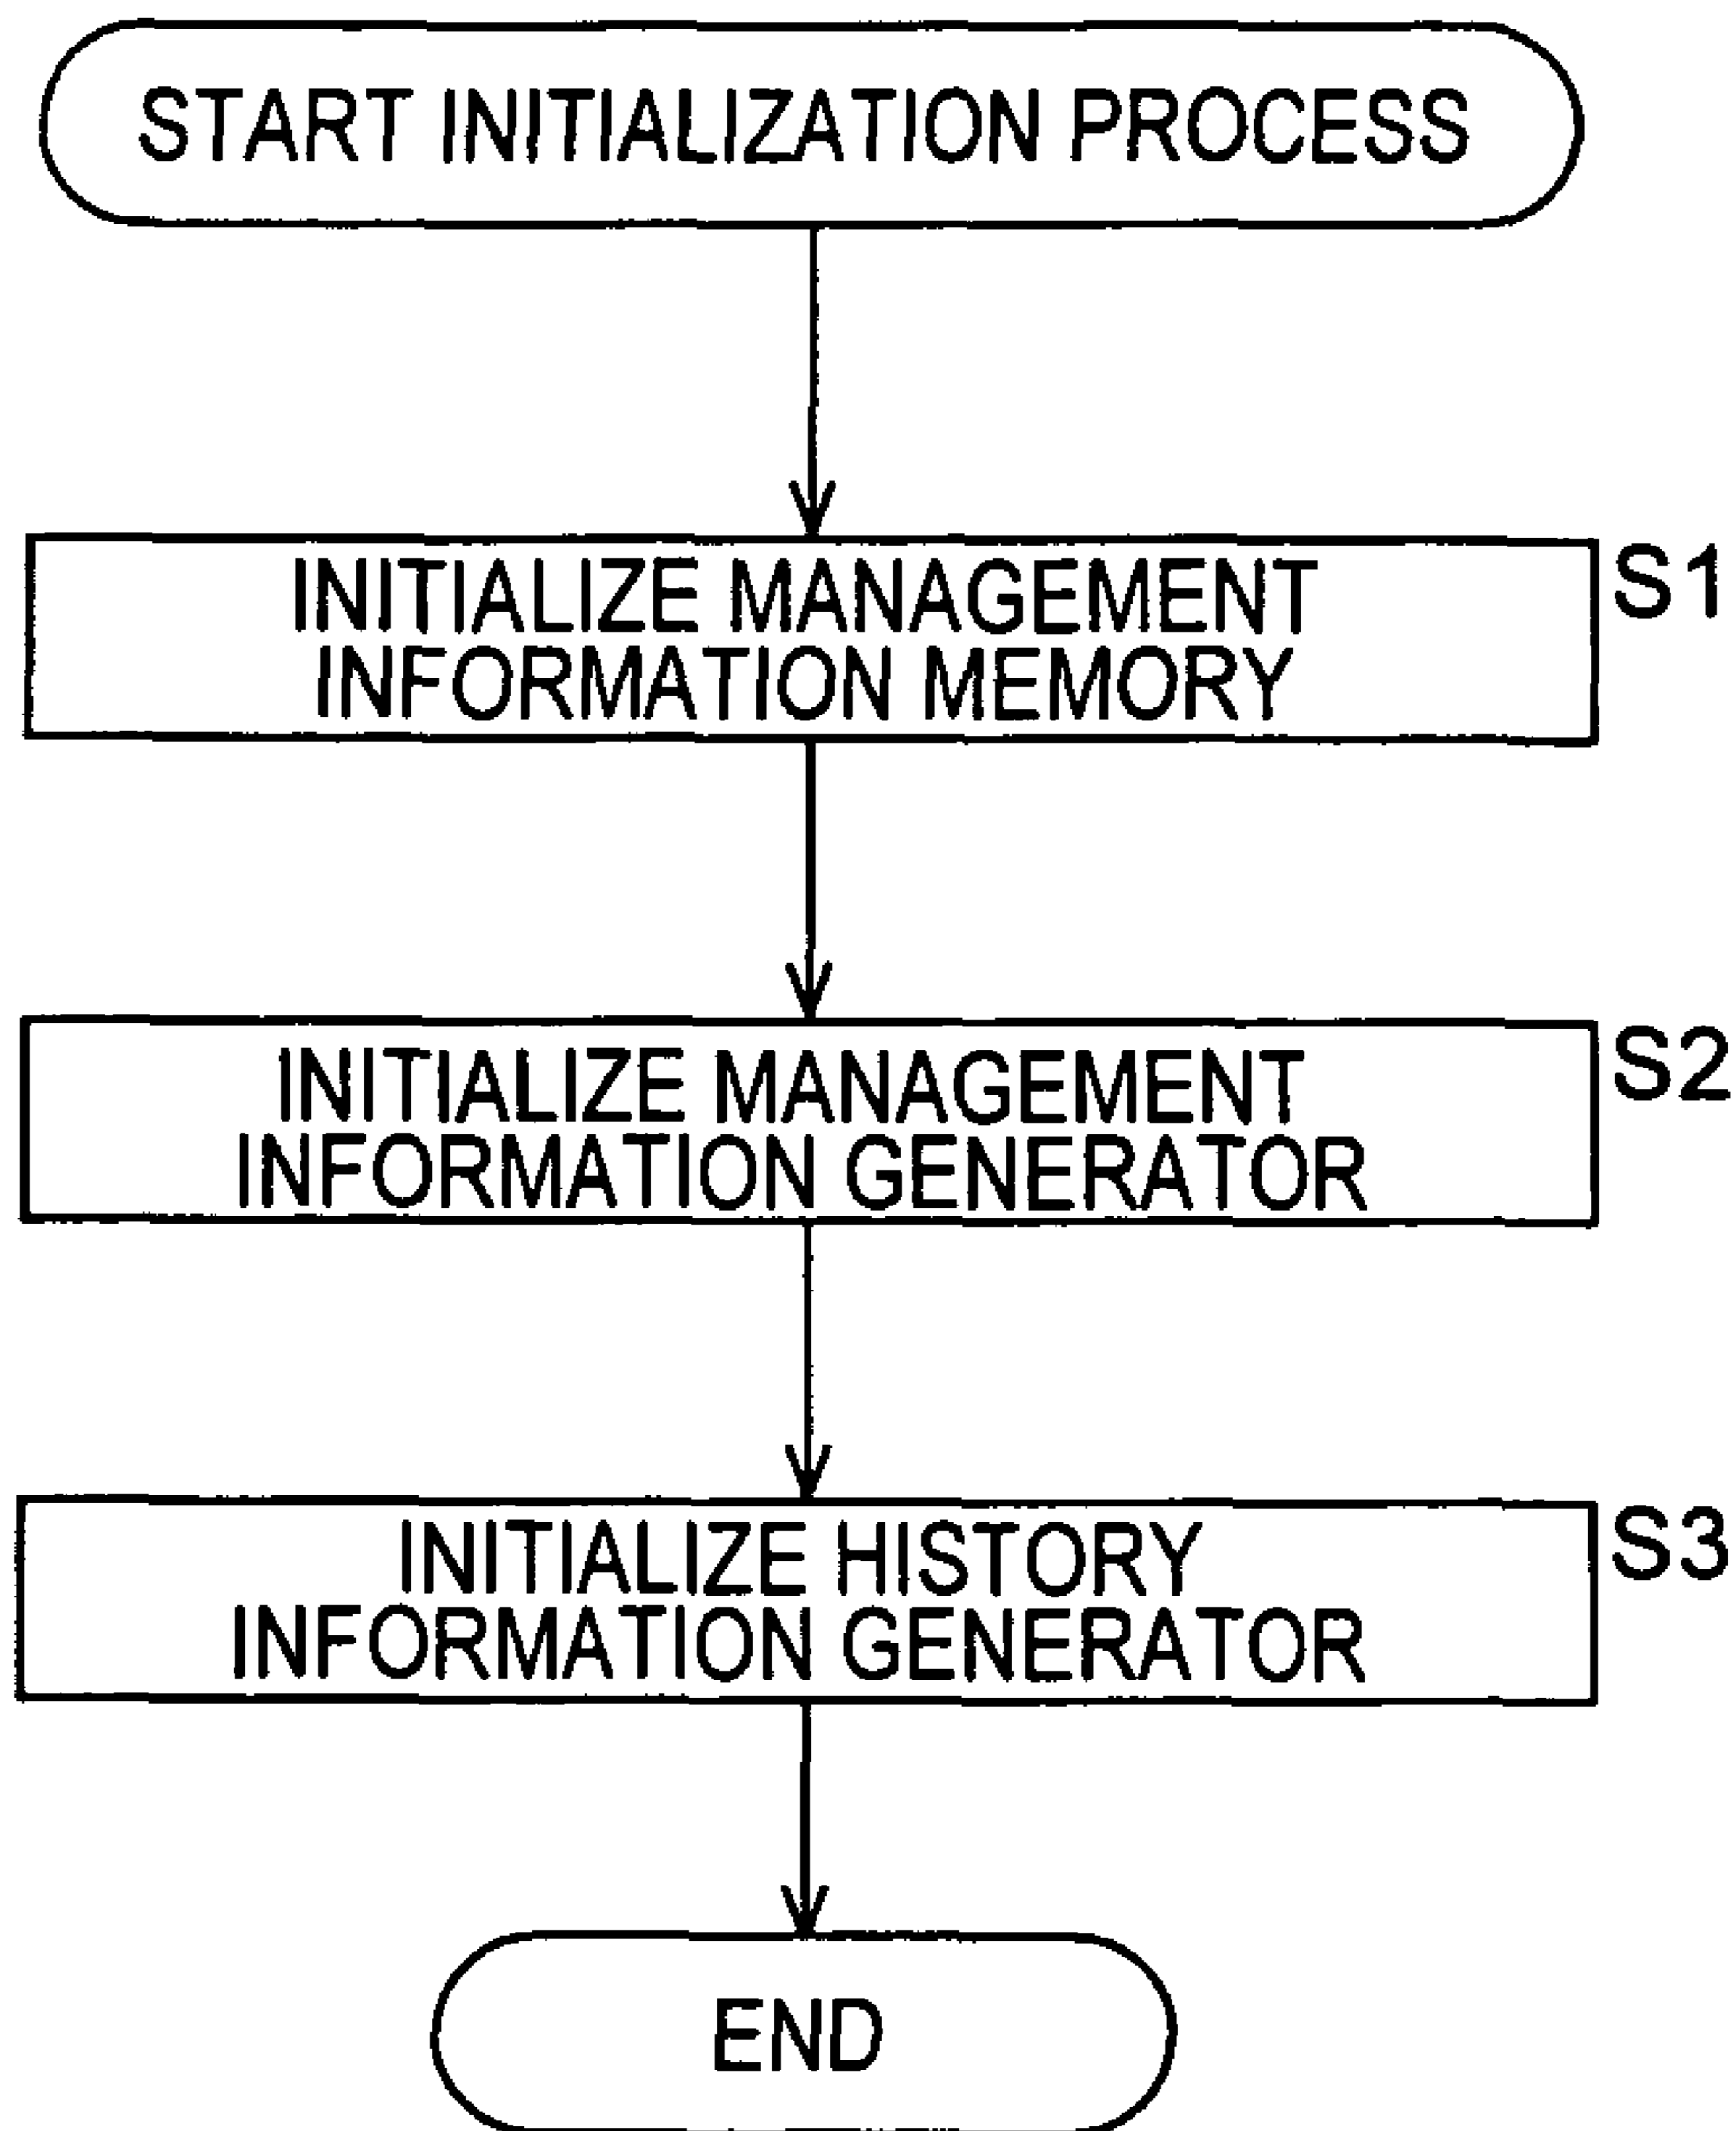 START INITIALIZATION PROCESS
INITIALIZE MANAGEMENT
INFORMATION MEMORY
S1
INITIALIZE MANAGEMENT
INFORMATION GENERATOR
S2
INITIALIZE HISTORY
INFORMATION GENERATOR
S3
END